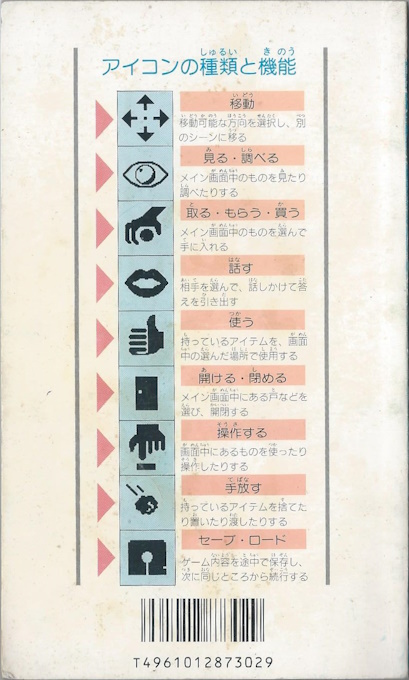 アイコンの種類と機能
移動
移動可能な方向を選択し、別
のシーンに移る
見る・調べる
メイン画面中のものを見たり
調べたりする
取る・もらう・買う
メイン画面中のものを選んで
手に入れる
話す
相手を選んで、話しかけて答
えを引き出す
使う
持っているアイテムを、画面
中の選んだ場所で使用する
開ける・閉める
メイン画面中にある戸などを
選び、開閉する
操作する
画面中にあるものを使ったり
操作したりする
手放す
持っているアイテムを捨てた
り置いたり渡したりする
セーブ・ロード
ゲーム内容を途中で保存し、
次に同じところから続行する
T4961012873029